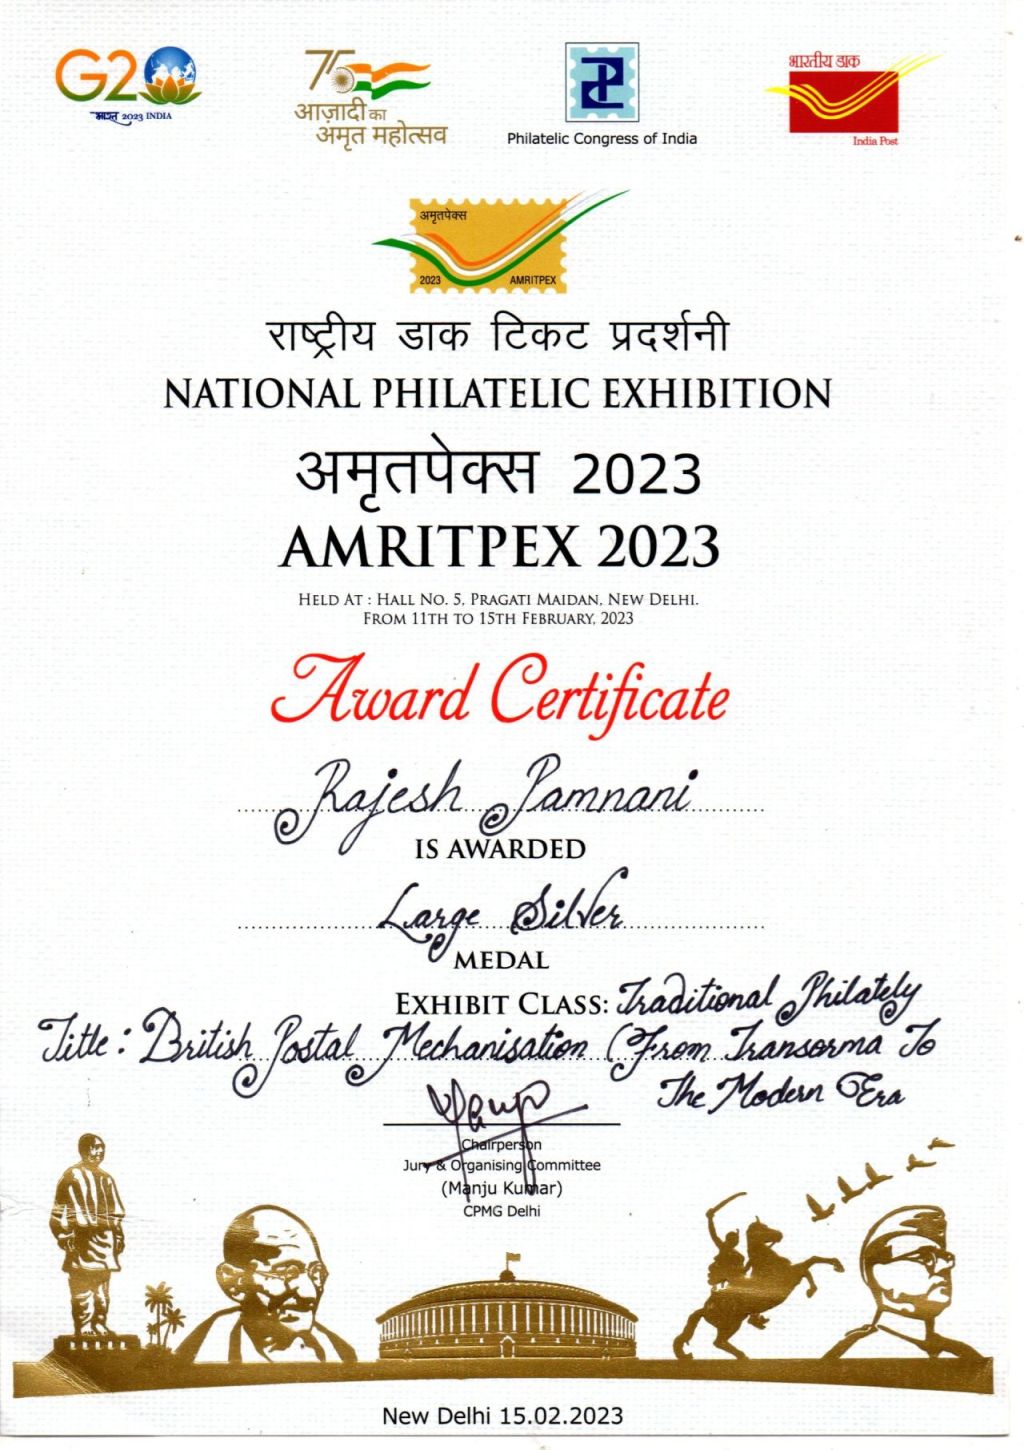 G20
भारत 2023 INDIA
75
आज़ादी का
अमृत महोत्सव
Philatelic Congress of India
भारतीय डाक
India Post
अमृतपेक्स
2023 AMRITPEX
राष्ट्रीय डाक टिकट प्रदर्शनी
NATIONAL PHILATELIC EXHIBITION
अमृतपेक्स 2023
AMRITPEX 2023
HELD AT : HALL NO. 5, PRAGATI MAIDAN, NEW DELHI.
FROM 11TH TO 15TH FEBRUARY, 2023
Award Certificate
Rajesh Pamnani
IS AWARDED
Large Silver
MEDAL
EXHIBIT CLASS: Traditional Philately
Title : British Postal Mechanisation (From Transorma To
The Modern Era
Chairperson
Jury & Organising Committee
(Manju Kumar)
CPMG Delhi
New Delhi 15.02.2023